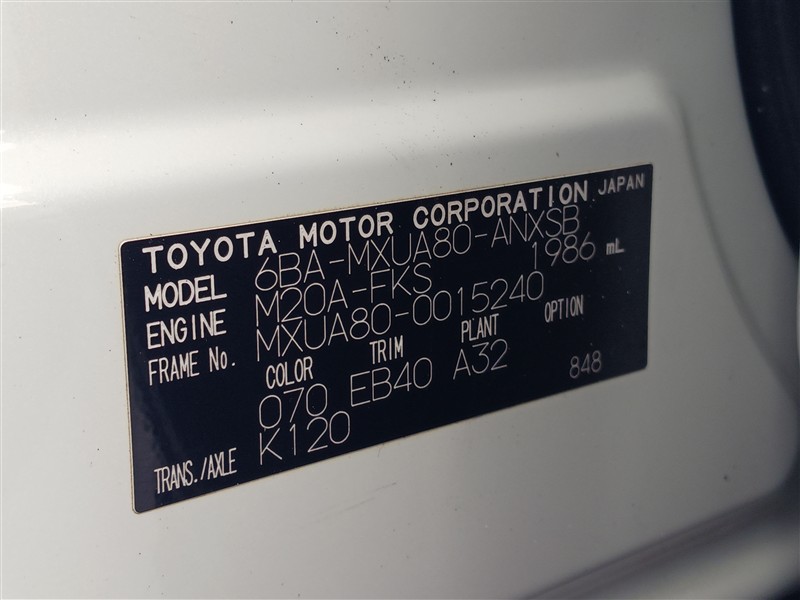 TOYOTA MOTOR CORPORATION JAPAN
MODEL 6BA-MXUA80-ANXSB
ENGINE M20A-FKS 1986 mL
FRAME No. MXUA80-0015240
COLOR TRIM PLANT OPTION
070 EB40 A32 848
TRANS./AXLE K120